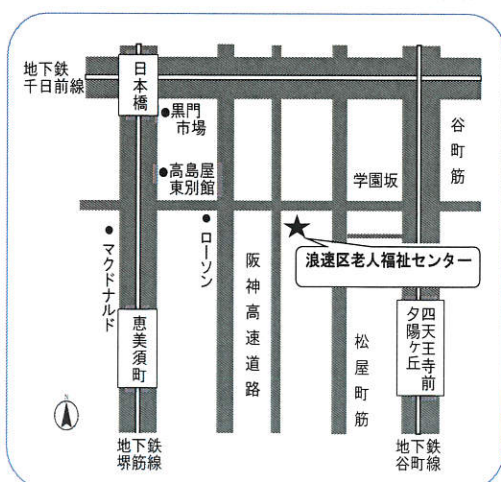 地下鉄
千日前線
日本橋
●黒門
市場
●高島屋
東別館
谷町筋
学園坂
●マクドナルド
●ローソン
阪神高速道路
★
浪速区老人福祉センター
恵美須町
松屋町筋
四天王寺前
夕陽ヶ丘
N
地下鉄
堺筋線
地下鉄
谷町線